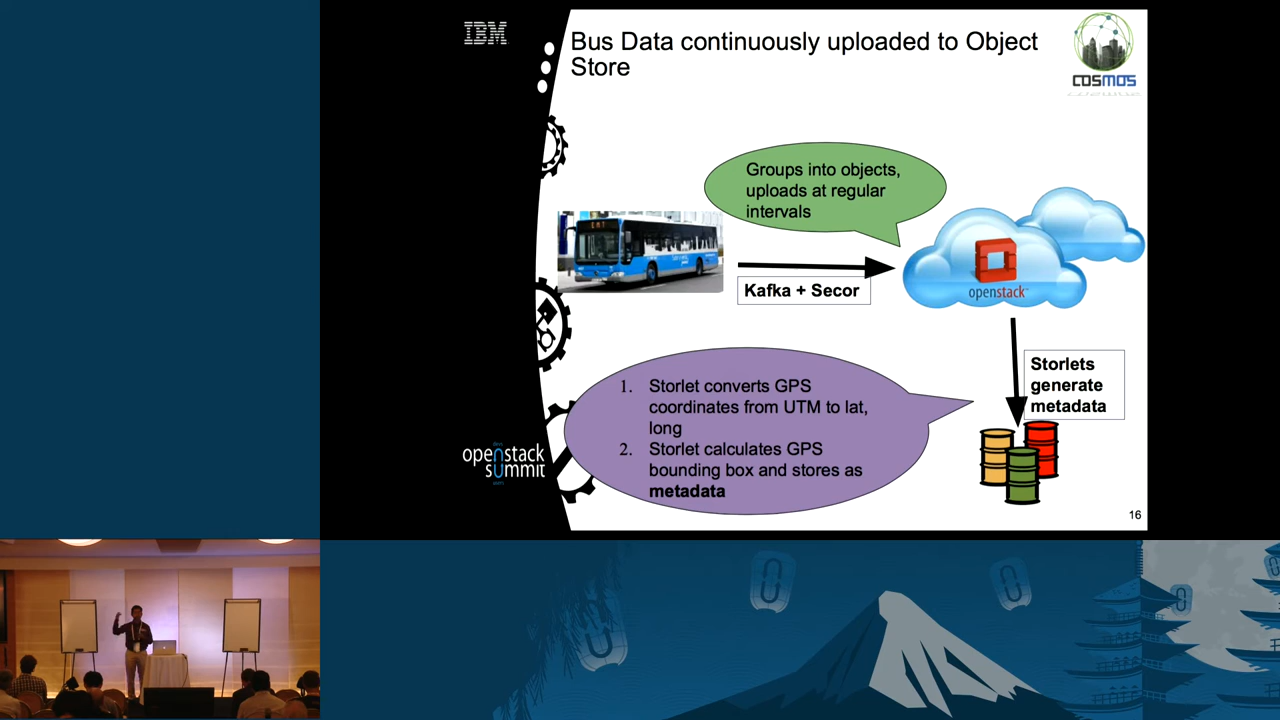 IBM
Bus Data continuously uploaded to Object
Store
COSMOS
Groups into objects,
uploads at regular
intervals
EMT
openstack
Kafka + Secor
Storlets
generate
metadata
1. Storlet converts GPS
coordinates from UTM to lat,
long
2. Storlet calculates GPS
bounding box and stores as
metadata
openstack
summit
16